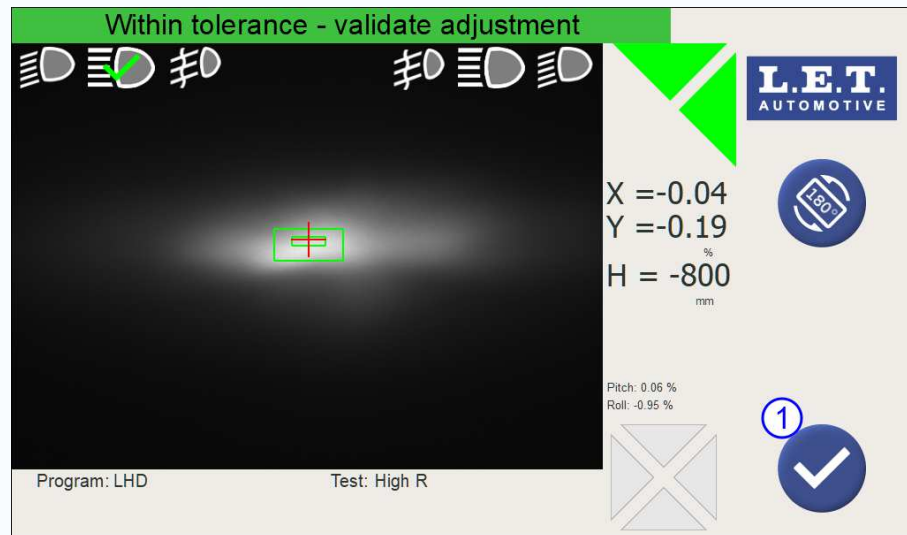 Within tolerance - validate adjustment
L.E.T.
AUTOMOTIVE
180°
X =-0.04
Y =-0.19
%
H = -800
mm
Pitch: 0.06 %
Roll: -0.95 %
1
Program: LHD
Test: High R